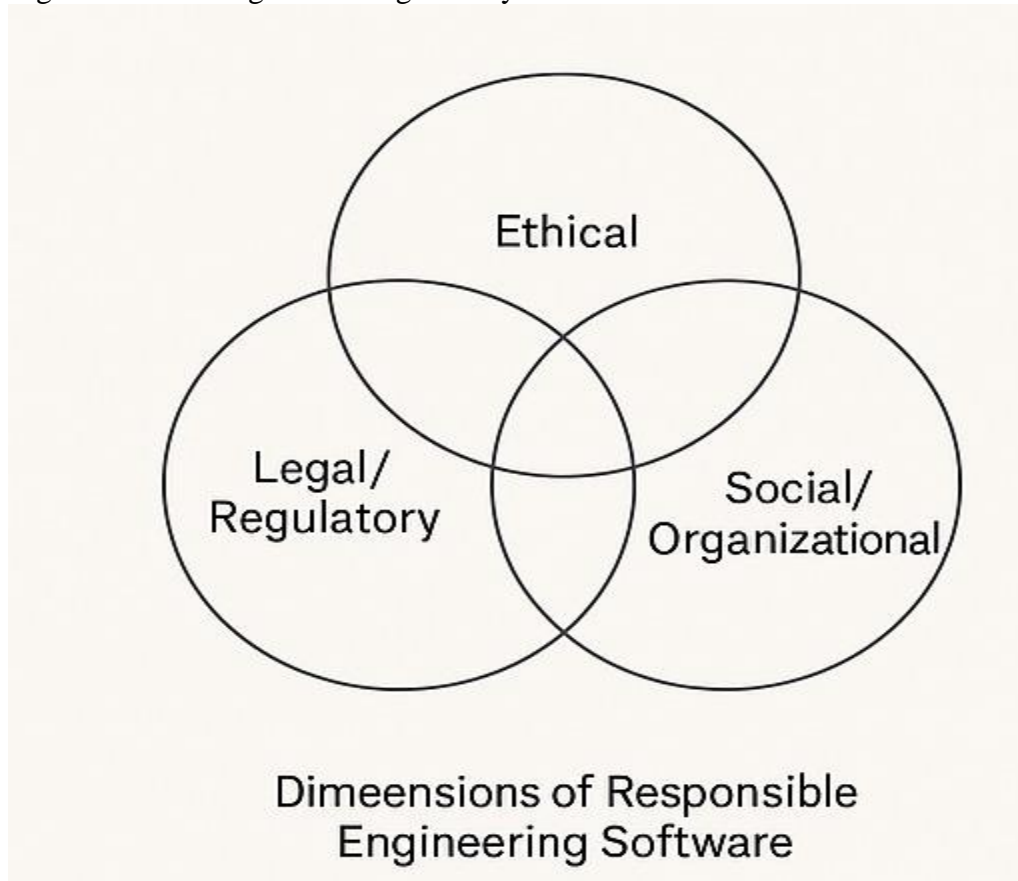 Ethical
Legal/
Regulatory
Social/
Organizational
Dimeensions of Responsible
Engineering Software